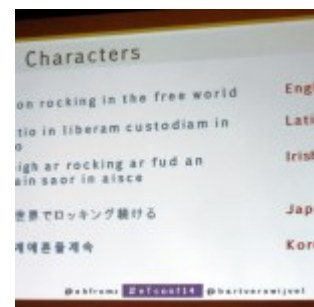 Characters
on rocking in the free world
Engl
tio in liberam custodiam in
Lati
o
igh ar rocking ar fud an
Irish
ain saor in aisce
世界でロッキング続ける
Jap
Kor